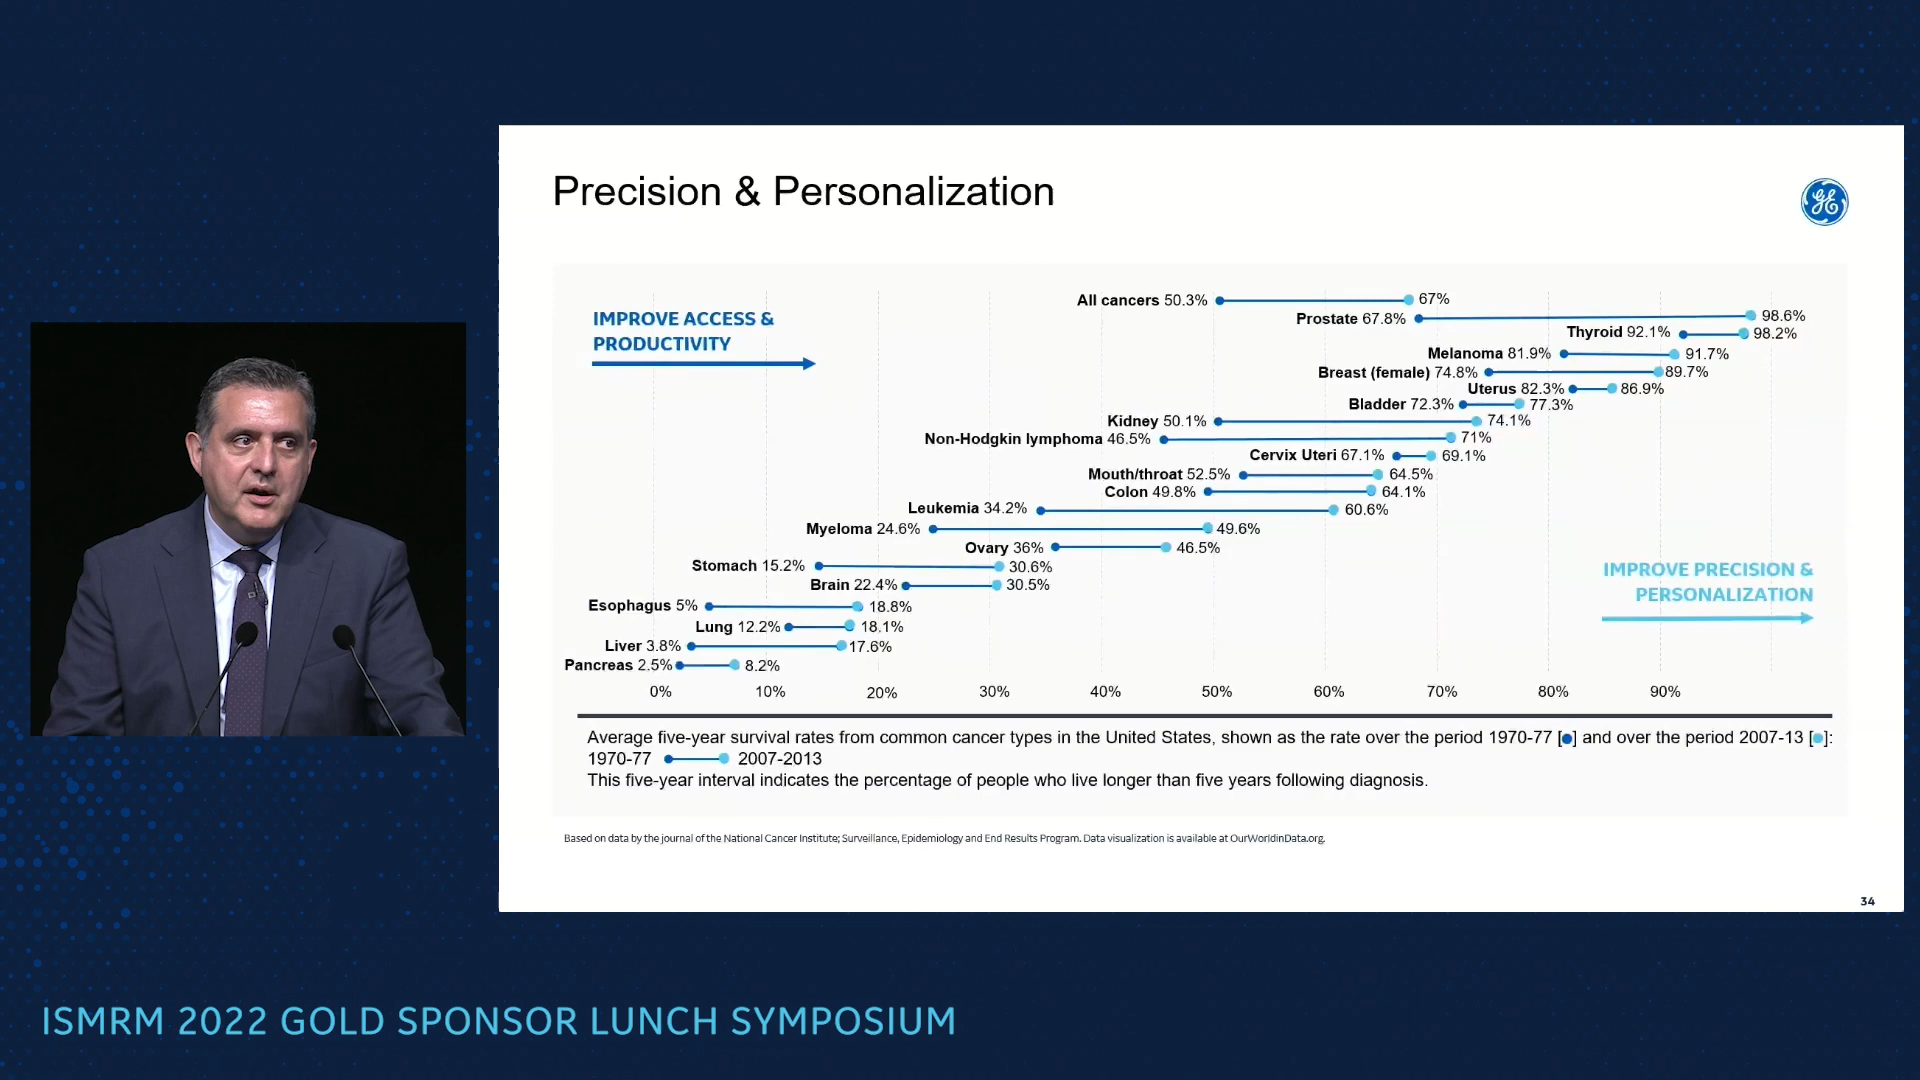 Precision & Personalization
IMPROVE ACCESS &
PRODUCTIVITY
All cancers 50.3% 67%
Prostate 67.8% 98.6%
Thyroid 92.1% 98.2%
Melanoma 81.9% 91.7%
Breast (female) 74.8% 89.7%
Uterus 82.3% 86.9%
Bladder 72.3% 77.3%
Kidney 50.1% 74.1%
Non-Hodgkin lymphoma 46.5% 71%
Cervix Uteri 67.1% 69.1%
Mouth/throat 52.5% 64.5%
Colon 49.8% 64.1%
Leukemia 34.2% 60.6%
Myeloma 24.6% 49.6%
Ovary 36% 46.5%
Stomach 15.2% 30.6%
Brain 22.4% 30.5%
Esophagus 5% 18.8%
Lung 12.2% 18.1%
Liver 3.8% 17.6%
Pancreas 2.5% 8.2%
IMPROVE PRECISION &
PERSONALIZATION
0% 10% 20% 30% 40% 50% 60% 70% 80% 90%
Average five-year survival rates from common cancer types in the United States, shown as the rate over the period 1970-77 [●] and over the period 2007-13 [●]:
1970-77 2007-2013
This five-year interval indicates the percentage of people who live longer than five years following diagnosis.
Based on data by the journal of the National Cancer Institute; Surveillance, Epidemiology and End Results Program. Data visualization is available at OurWorldinData.org.
34
GE
ISMRM 2022 GOLD SPONSOR LUNCH SYMPOSIUM